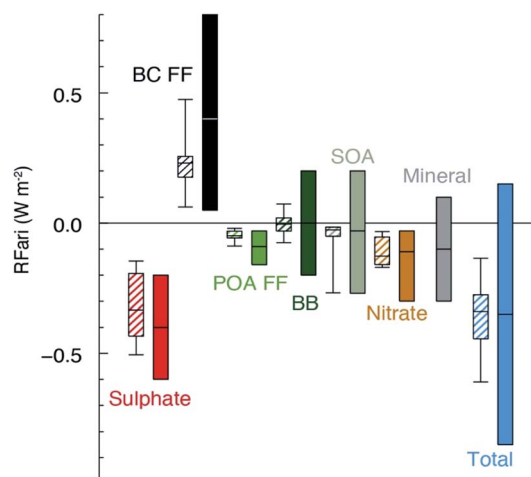 BC FF
0.5
SOA
Mineral
RFari (W m-2)
0.0
POA FF
BB
Nitrate
−0.5
Sulphate
Total